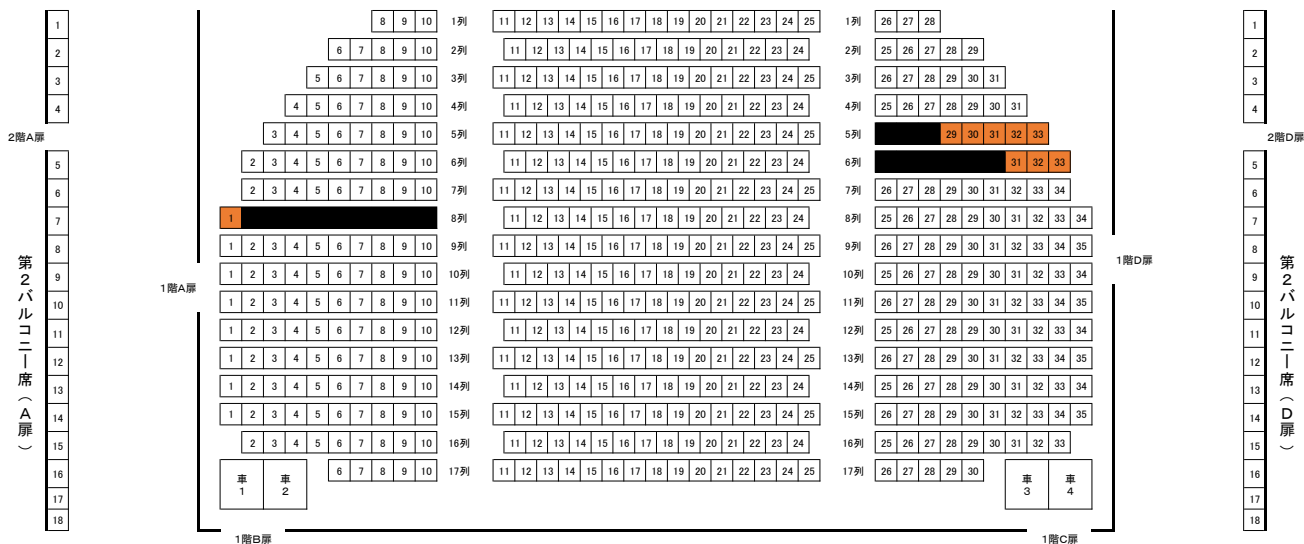 1 8 9 10 1列 11 12 13 14 15 16 17 18 19 20 21 22 23 24 25 1列 26 27 28 1
2 6 7 8 9 10 2列 11 12 13 14 15 16 17 18 19 20 21 22 23 24 2列 25 26 27 28 29 2
3 5 6 7 8 9 10 3列 11 12 13 14 15 16 17 18 19 20 21 22 23 24 25 3列 26 27 28 29 30 31 3
4 4 5 6 7 8 9 10 4列 11 12 13 14 15 16 17 18 19 20 21 22 23 24 4列 25 26 27 28 29 30 31 4
2階A扉 3 4 5 6 7 8 9 10 5列 11 12 13 14 15 16 17 18 19 20 21 22 23 24 25 5列 29 30 31 32 33 2階D扉
5 2 3 4 5 6 7 8 9 10 6列 11 12 13 14 15 16 17 18 19 20 21 22 23 24 6列 31 32 33 5
6 2 3 4 5 6 7 8 9 10 7列 11 12 13 14 15 16 17 18 19 20 21 22 23 24 25 7列 26 27 28 29 30 31 32 33 34 6
7 1 8列 11 12 13 14 15 16 17 18 19 20 21 22 23 24 8列 25 26 27 28 29 30 31 32 33 34 7
8 1 2 3 4 5 6 7 8 9 10 9列 11 12 13 14 15 16 17 18 19 20 21 22 23 24 25 9列 26 27 28 29 30 31 32 33 34 35 8
1階D扉
9 1 2 3 4 5 6 7 8 9 10 10列 11 12 13 14 15 16 17 18 19 20 21 22 23 24 10列 25 26 27 28 29 30 31 32 33 34 9
1階A扉
10 1 2 3 4 5 6 7 8 9 10 11列 11 12 13 14 15 16 17 18 19 20 21 22 23 24 25 11列 26 27 28 29 30 31 32 33 34 35 10
11 1 2 3 4 5 6 7 8 9 10 12列 11 12 13 14 15 16 17 18 19 20 21 22 23 24 12列 25 26 27 28 29 30 31 32 33 34 11
12 1 2 3 4 5 6 7 8 9 10 13列 11 12 13 14 15 16 17 18 19 20 21 22 23 24 25 13列 26 27 28 29 30 31 32 33 34 35 12
13 1 2 3 4 5 6 7 8 9 10 14列 11 12 13 14 15 16 17 18 19 20 21 22 23 24 14列 25 26 27 28 29 30 31 32 33 34 13
14 1 2 3 4 5 6 7 8 9 10 15列 11 12 13 14 15 16 17 18 19 20 21 22 23 24 25 15列 26 27 28 29 30 31 32 33 34 35 14
15 2 3 4 5 6 7 8 9 10 16列 11 12 13 14 15 16 17 18 19 20 21 22 23 24 16列 25 26 27 28 29 30 31 32 33 15
16 車1 車2 6 7 8 9 10 17列 11 12 13 14 15 16 17 18 19 20 21 22 23 24 25 17列 26 27 28 29 30 車3 車4 16
17 17
18 18
1階B扉 1階C扉
第2バルコニー席(A扉)
第2バルコニー席(D扉)